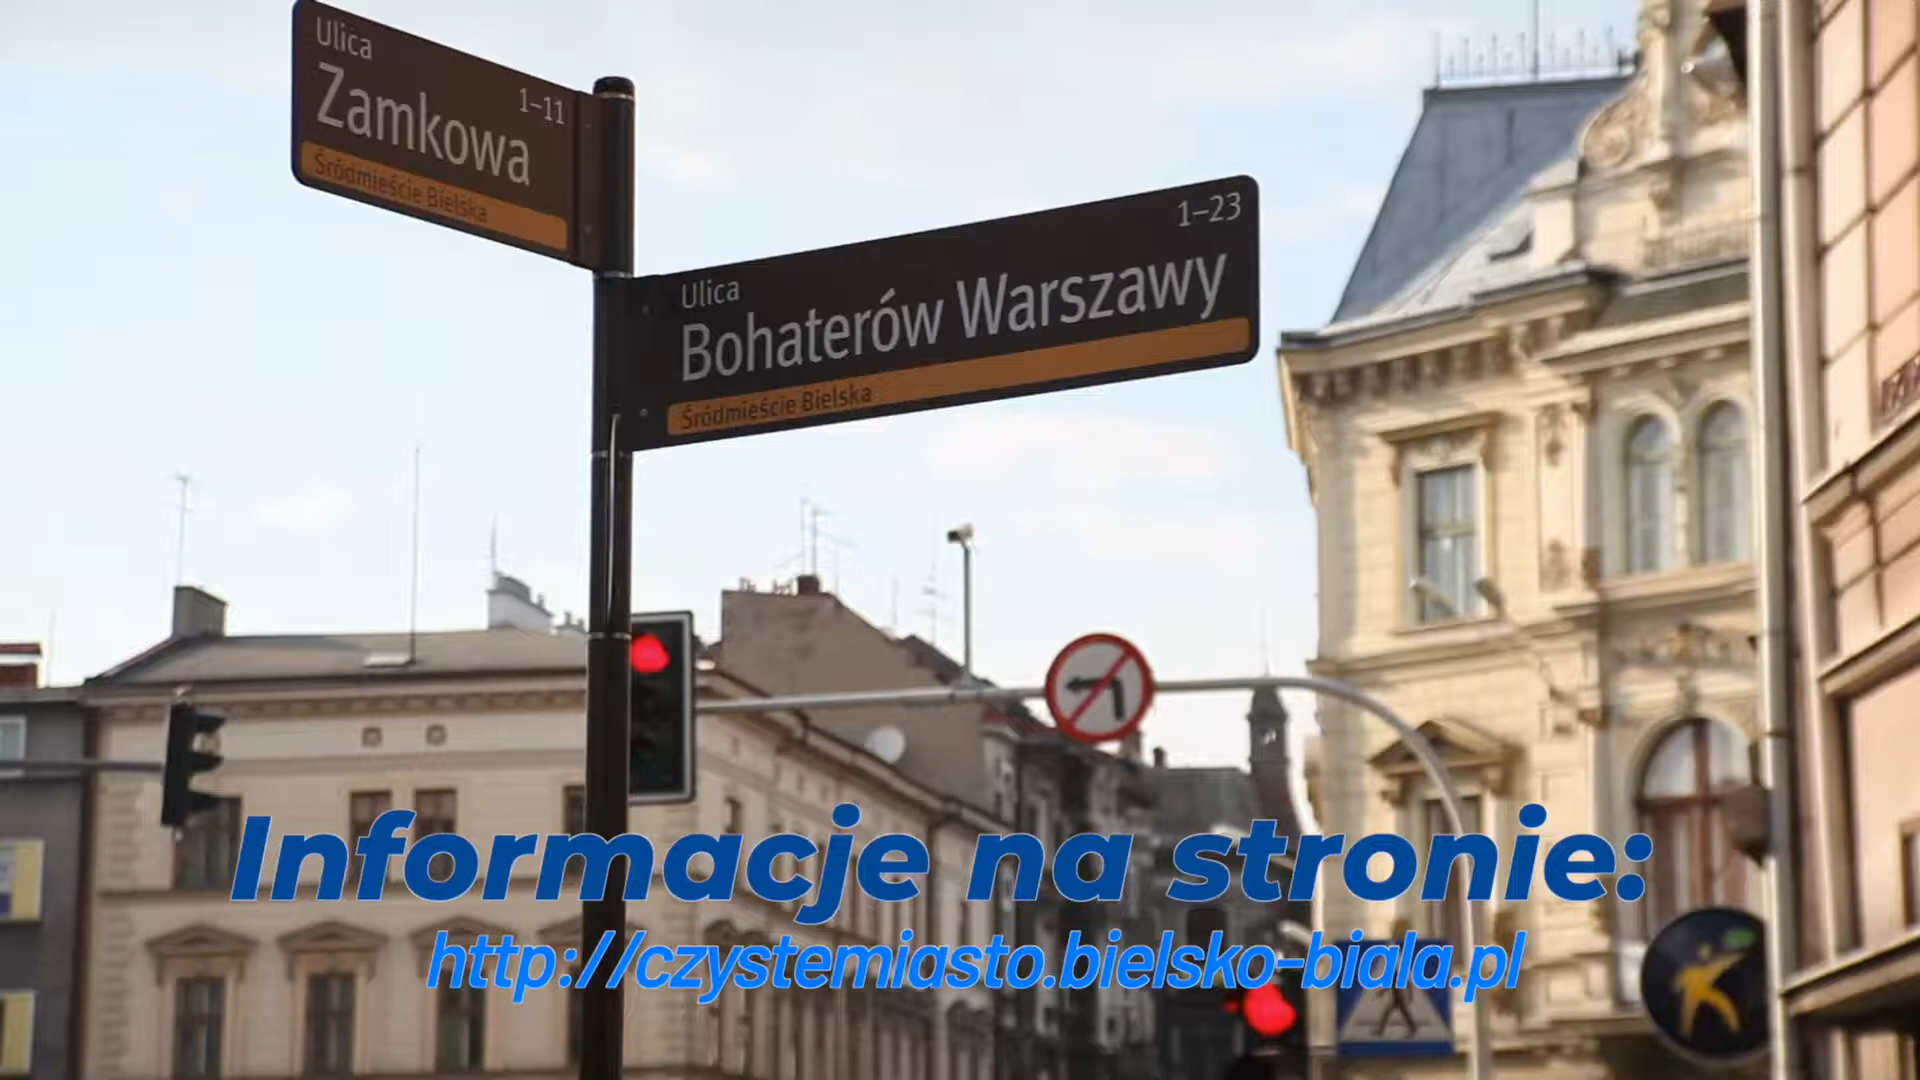 Ulica
1–11
Zamkowa
Śródmieście Bielska
1–23
Ulica
Bohaterów Warszawy
Śródmieście Bielska
Informacje na stronie:
http://czystemiasto.bielsko-biala.pl